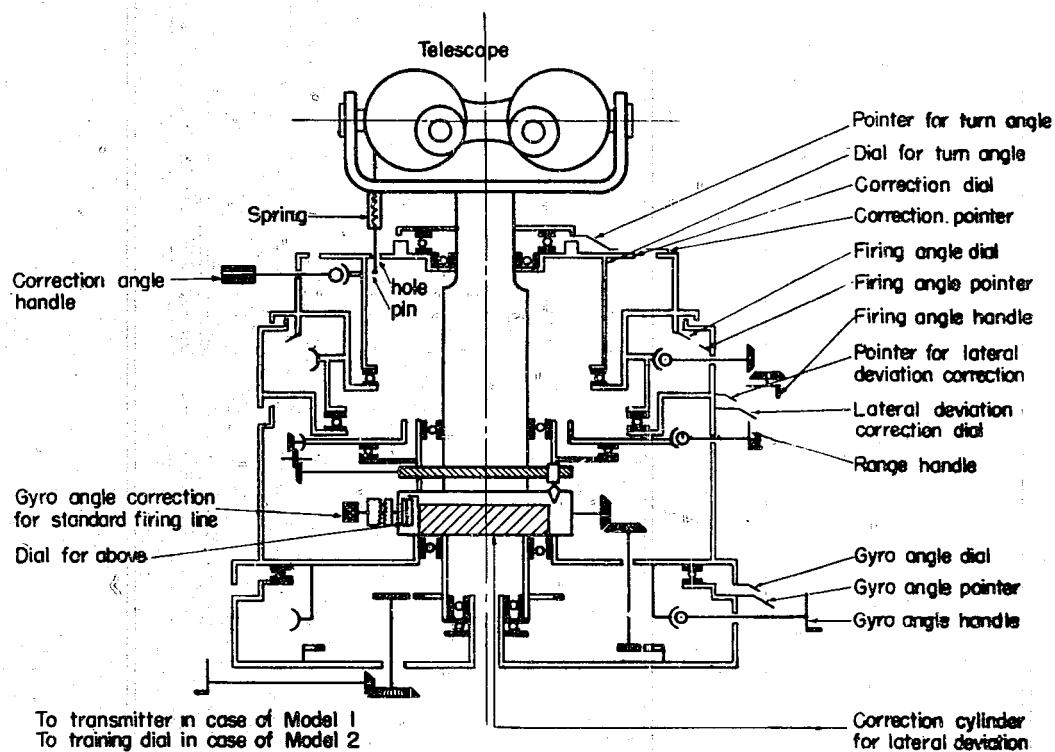 Telescope
Spring
Correction angle
handle
hole
pin
Gyro angle correction
for standard firing line
Dial for above
To transmitter in case of Model 1
To training dial in case of Model 2
Pointer for turn angle
Dial for turn angle
Correction dial
Correction pointer
Firing angle dial
Firing angle pointer
Firing angle handle
Pointer for lateral
deviation correction
Lateral deviation
correction dial
Range handle
Gyro angle dial
Gyro angle pointer
Gyro angle handle
Correction cylinder
for lateral deviation